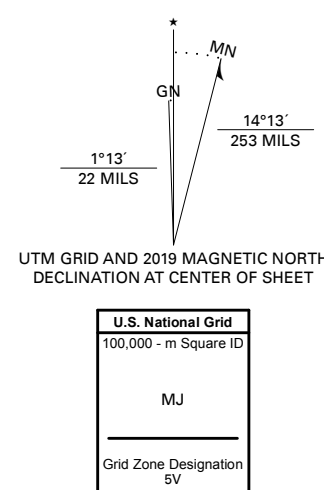 ★
MN
GN
14°13´
253 MILS
1°13´
22 MILS
UTM GRID AND 2019 MAGNETIC NORTH
DECLINATION AT CENTER OF SHEET
U.S. National Grid
100,000 - m Square ID
MJ
Grid Zone Designation
5V